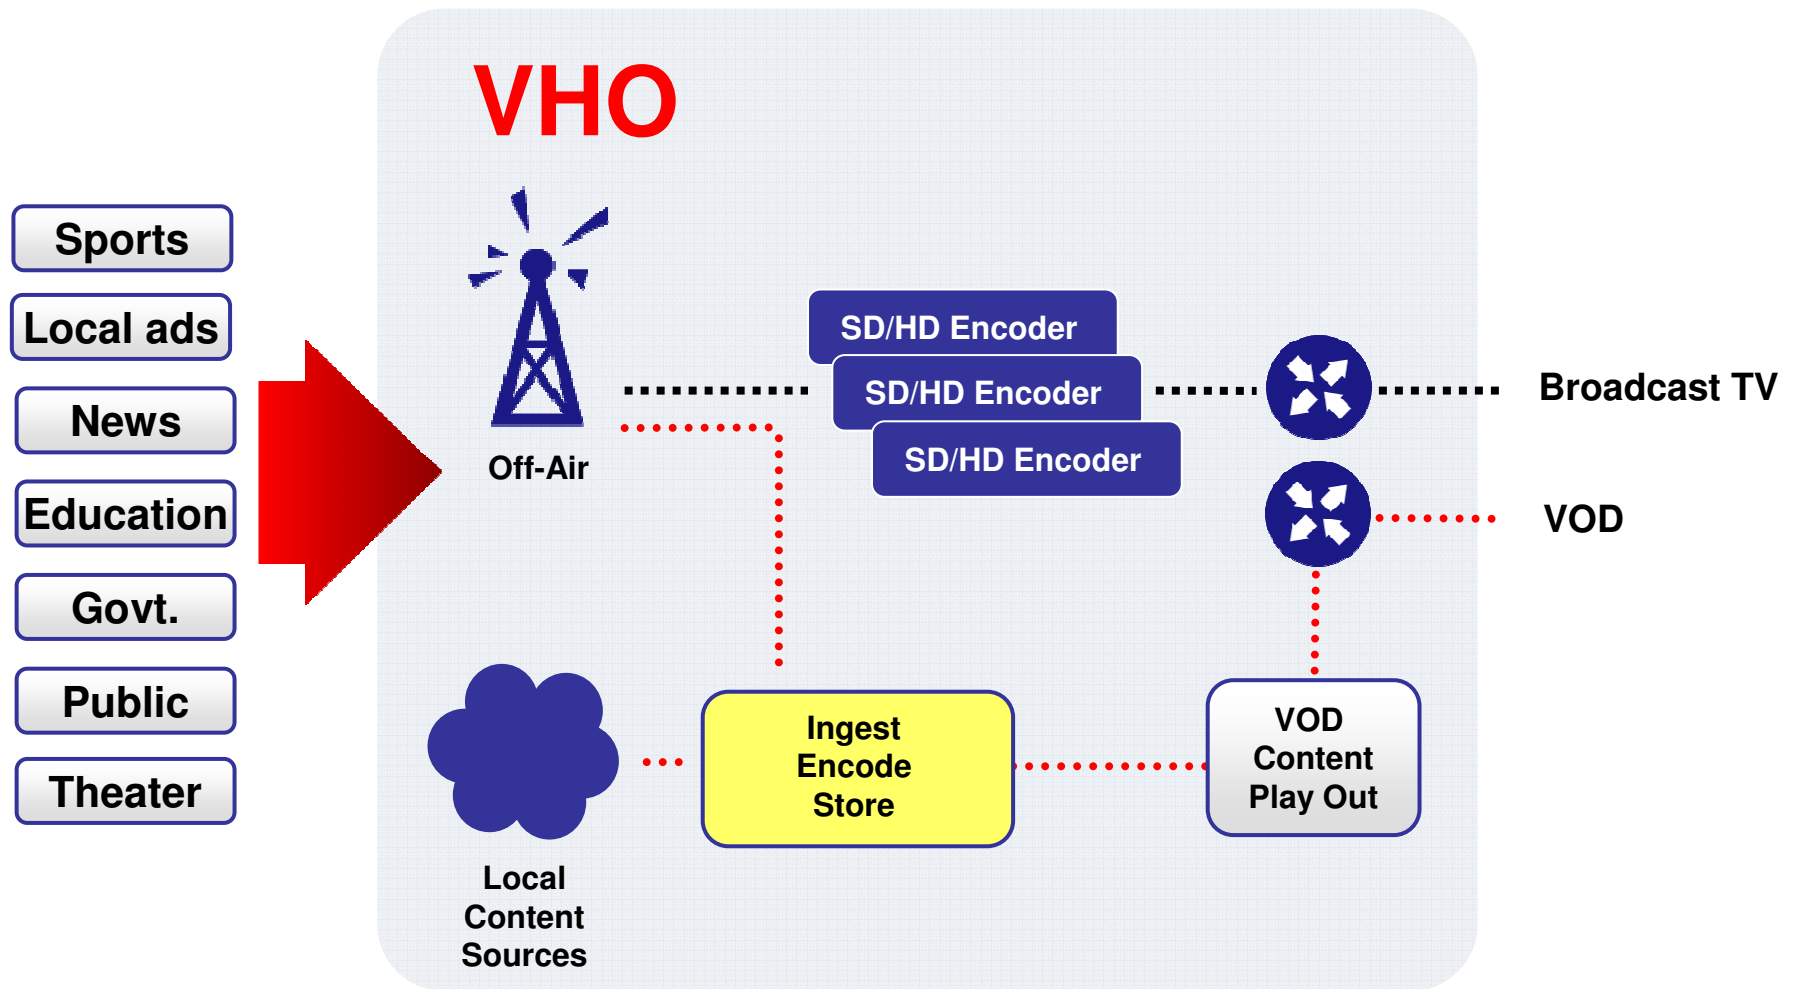 VHO
Sports
Local ads
News
Education
Govt.
Public
Theater
Off-Air
SD/HD Encoder
SD/HD Encoder
SD/HD Encoder
Broadcast TV
VOD
Local
Content
Sources
Ingest
Encode
Store
VOD
Content
Play Out